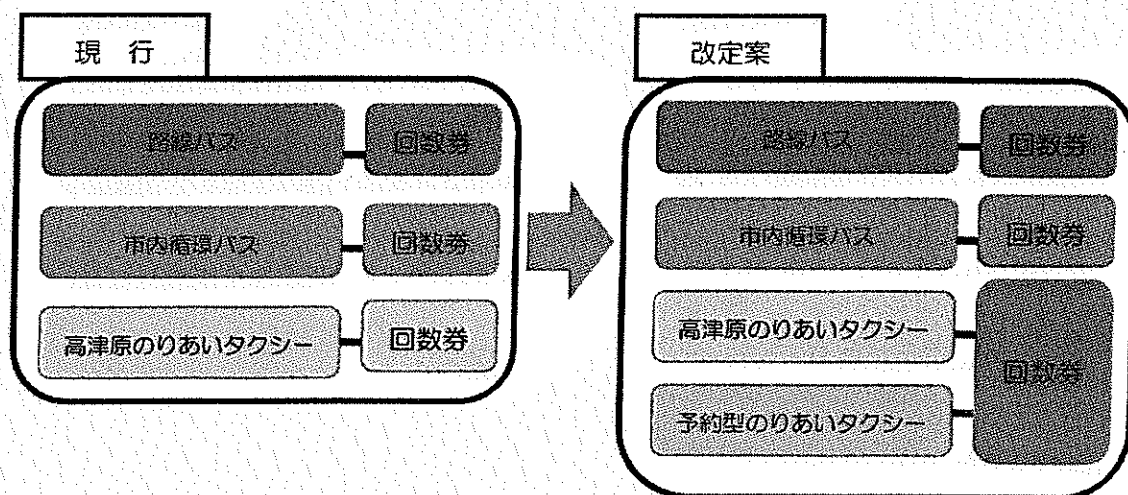 現 行
路線バス
回数券
市内循環バス
回数券
高津原のりあいタクシー
回数券
改定案
路線バス
回数券
市内循環バス
回数券
高津原のりあいタクシー
予約型のりあいタクシー
回数券